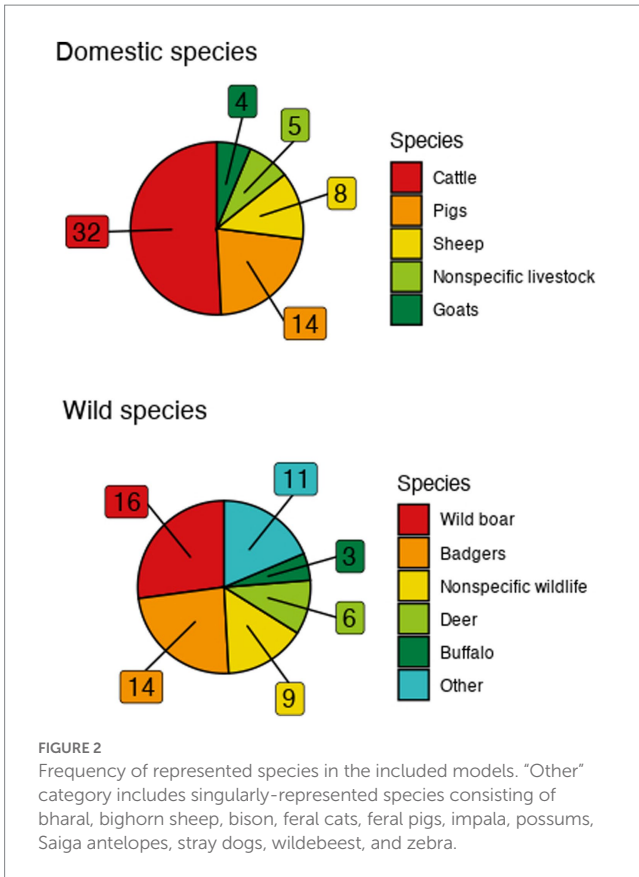 Domestic species
4
5
8
32
14
Species
Cattle
Pigs
Sheep
Nonspecific livestock
Goats
Wild species
11
16
3
6
14
9
Species
Wild boar
Badgers
Nonspecific wildlife
Deer
Buffalo
Other
FIGURE 2
Frequency of represented species in the included models. “Other”
category includes singularly-represented species consisting of
bharal, bighorn sheep, bison, feral cats, feral pigs, impala, possums,
Saiga antelopes, stray dogs, wildebeest, and zebra.